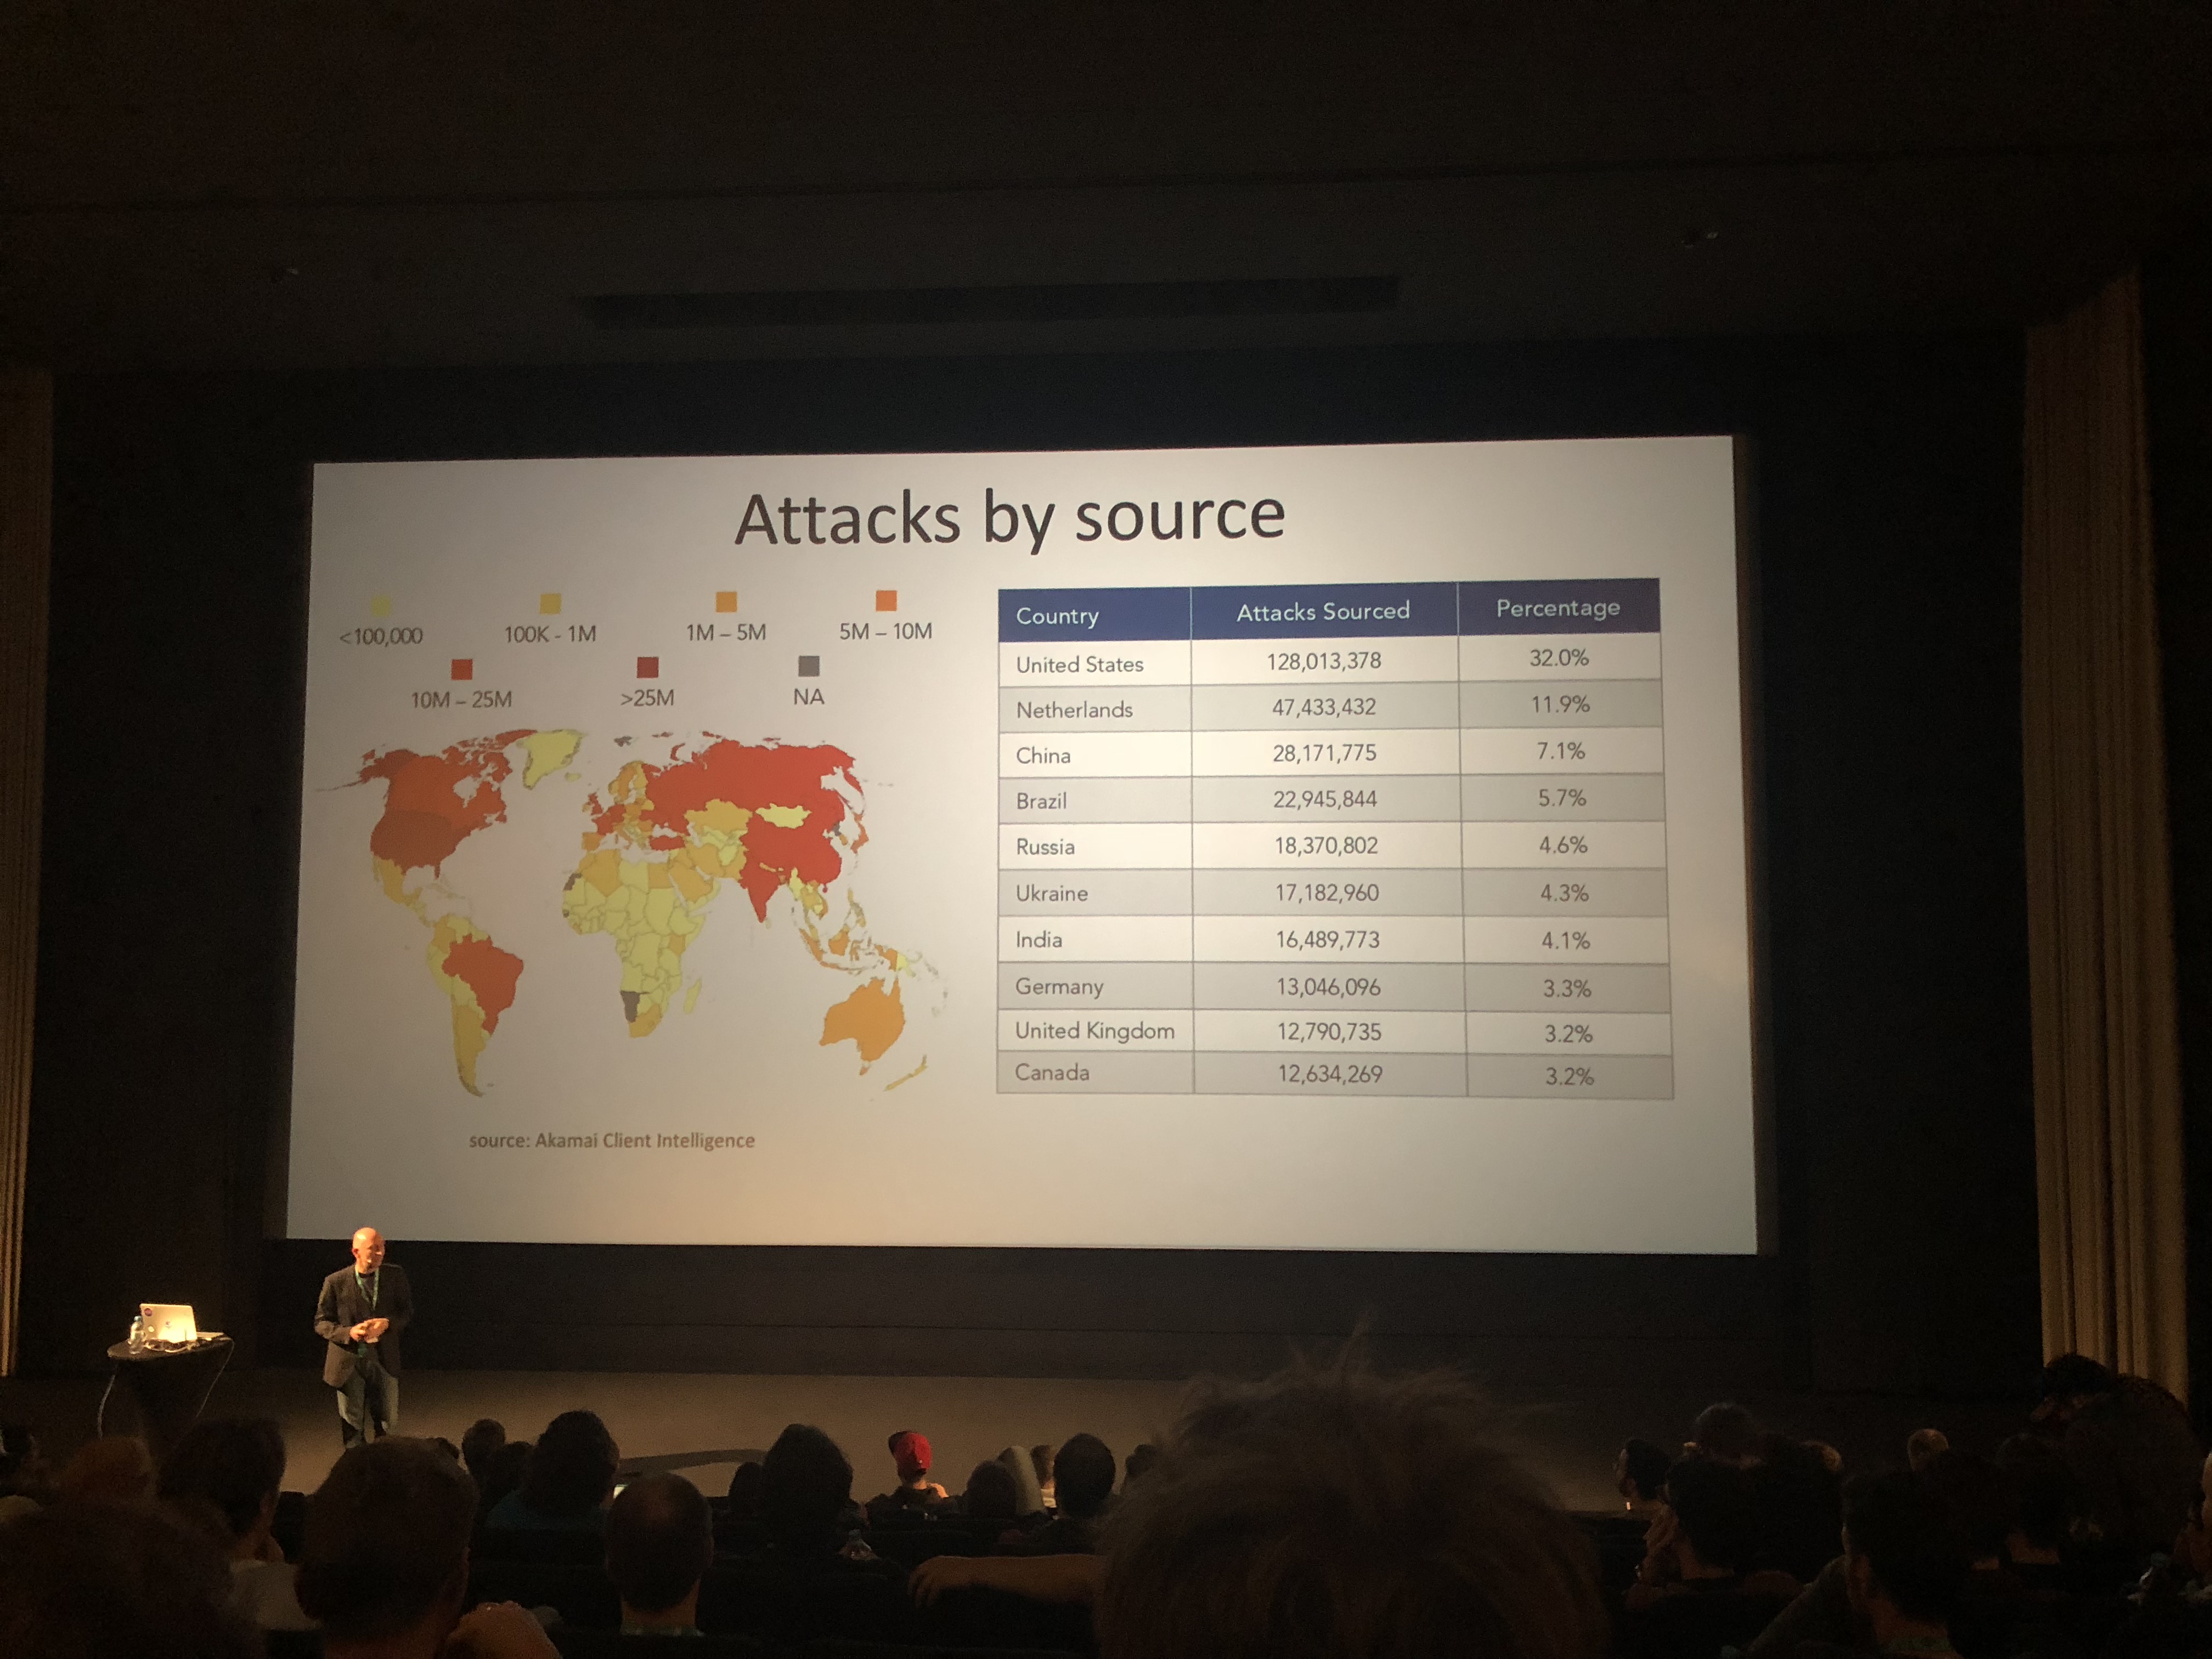 Attacks by source
<100,000 100K - 1M 1M – 5M 5M – 10M
10M – 25M >25M NA
source: Akamai Client Intelligence
Country Attacks Sourced Percentage
United States 128,013,378 32.0%
Netherlands 47,433,432 11.9%
China 28,171,775 7.1%
Brazil 22,945,844 5.7%
Russia 18,370,802 4.6%
Ukraine 17,182,960 4.3%
India 16,489,773 4.1%
Germany 13,046,096 3.3%
United Kingdom 12,790,735 3.2%
Canada 12,634,269 3.2%